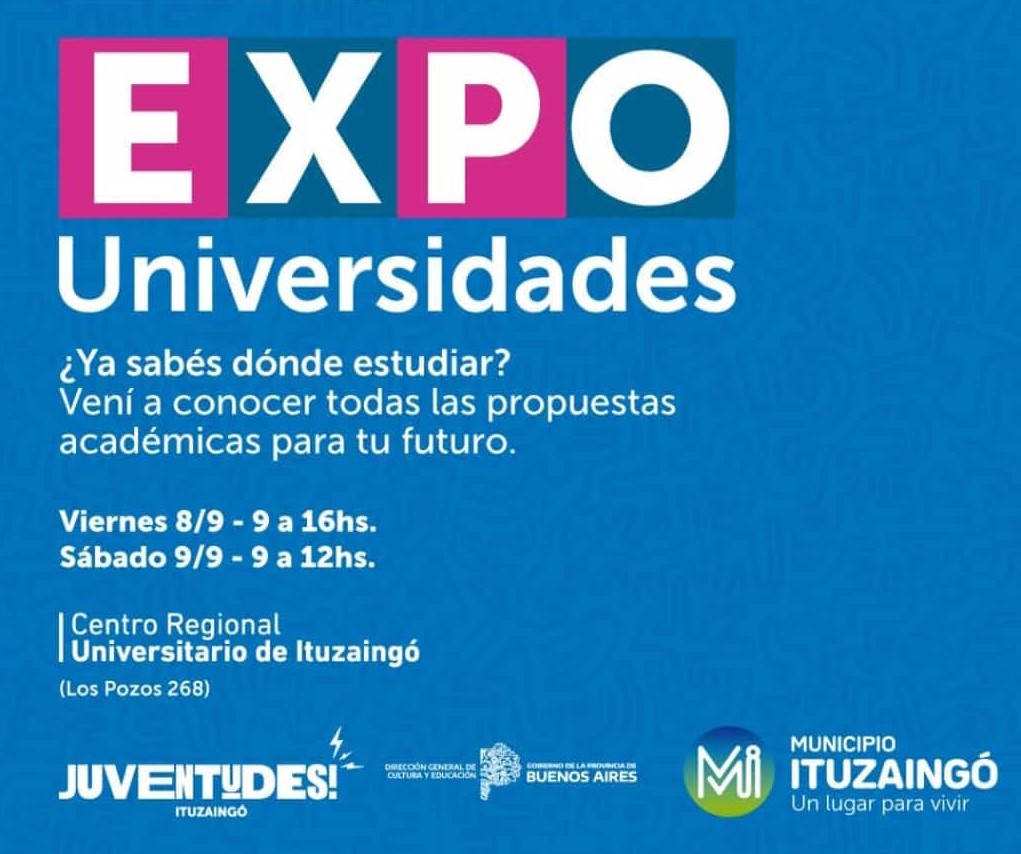 EXPO
Universidades
¿Ya sabés dónde estudiar?
Vení a conocer todas las propuestas
académicas para tu futuro.
Viernes 8/9 - 9 a 16hs.
Sábado 9/9 - 9 a 12hs.
Centro Regional
Universitario de Ituzaingó
(Los Pozos 268)
JUVENTUDES!
ITUZAINGÓ
DIRECCIÓN GENERAL DE
CULTURA Y EDUCACIÓN
GOBIERNO DE LA PROVINCIA DE
BUENOS AIRES
Mi
MUNICIPIO
ITUZAINGÓ
Un lugar para vivir